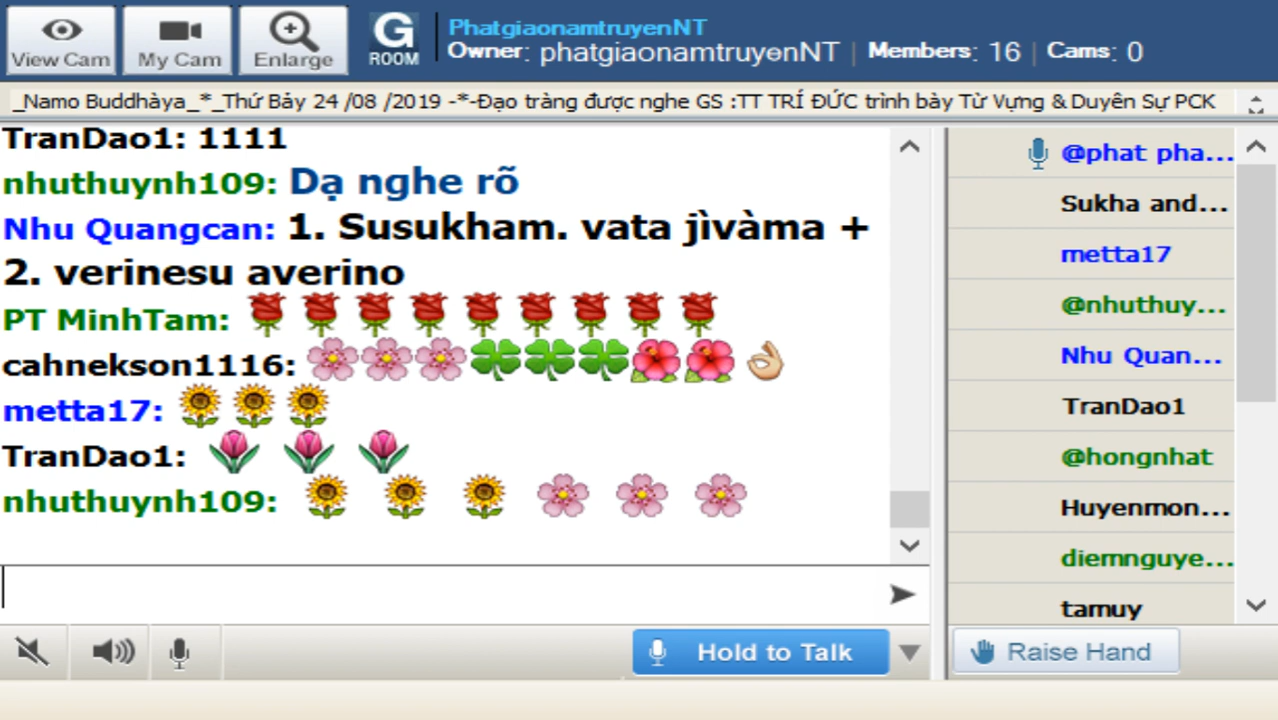 View Cam
My Cam
Enlarge
G
ROOM
PhatgiaonamtruyenNT
Owner: phatgiaonamtruyenNT | Members: 16 | Cams: 0
_Namo Buddhàya_*_Thứ Bảy 24 /08 /2019 -*-Đạo tràng được nghe GS :TT TRÍ ĐỨC trình bày Từ Vựng & Duyên Sự PCK
TranDao1: 1111
nhuthuynh109: Dạ nghe rõ
Nhu Quangcan: 1. Susukham. vata jìvàma +
2. verinesu averino
PT MinhTam:
cahnekson1116:
metta17:
TranDao1:
nhuthuynh109:
@phat pha...
Sukha and...
metta17
@nhuthuy...
Nhu Quan...
TranDao1
@hongnhat
Huyenmon...
diemnguye...
tamuy
Hold to Talk
Raise Hand